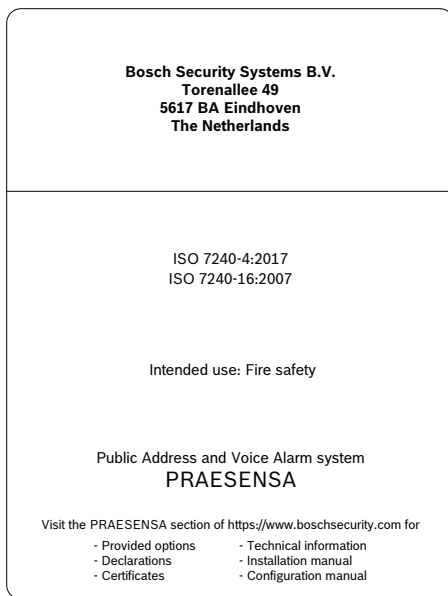 Bosch Security Systems B.V.
Torenallee 49
5617 BA Eindhoven
The Netherlands
ISO 7240-4:2017
ISO 7240-16:2007
Intended use: Fire safety
Public Address and Voice Alarm system
PRAESENSA
Visit the PRAESENSA section of https://www.boschsecurity.com for
- Provided options - Technical information
- Declarations - Installation manual
- Certificates - Configuration manual